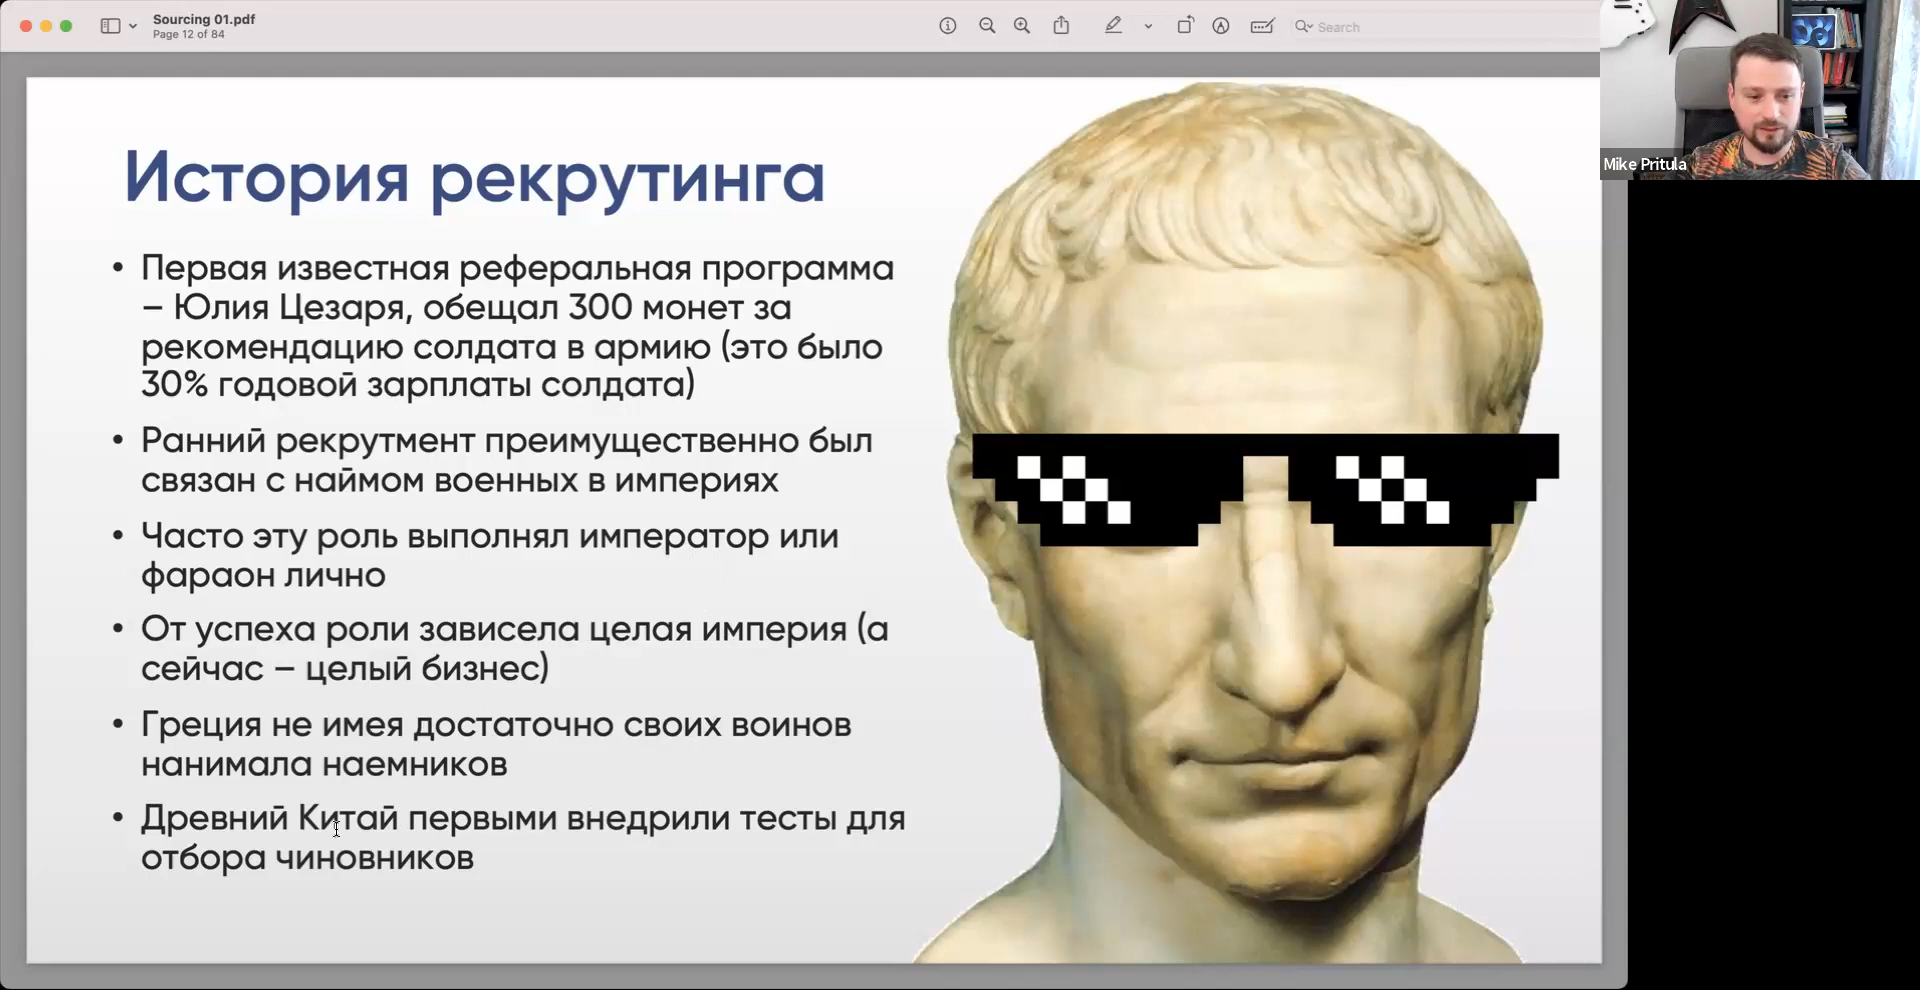 Sourcing 01.pdf
Page 12 of 84
Search
Mike Pritula
История рекрутинга
• Первая известная реферальная программа
– Юлия Цезаря, обещал 300 монет за
рекомендацию солдата в армию (это было
30% годовой зарплаты солдата)
• Ранний рекрутмент преимущественно был
связан с наймом военных в империях
• Часто эту роль выполнял император или
фараон лично
• От успеха роли зависела целая империя (а
сейчас – целый бизнес)
• Греция не имея достаточно своих воинов
нанимала наемников
• Древний Китай первыми внедрили тесты для
отбора чиновников